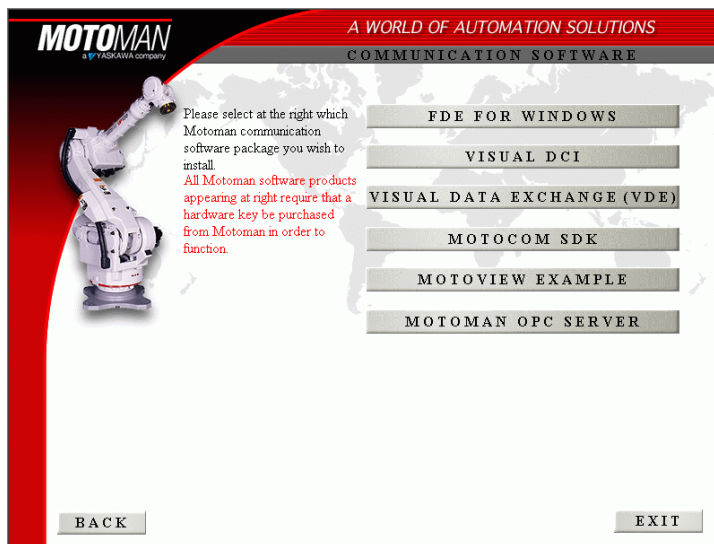 MOTOMAN
a YASKAWA company
A WORLD OF AUTOMATION SOLUTIONS
COMMUNICATION SOFTWARE
Please select at the right which
Motoman communication
software package you wish to
install.
All Motoman software products
appearing at right require that a
hardware key be purchased
from Motoman in order to
function.
FDE FOR WINDOWS
VISUAL DCI
VISUAL DATA EXCHANGE (VDE)
MOTOCOM SDK
MOTOVIEW EXAMPLE
MOTOMAN OPC SERVER
BACK
EXIT